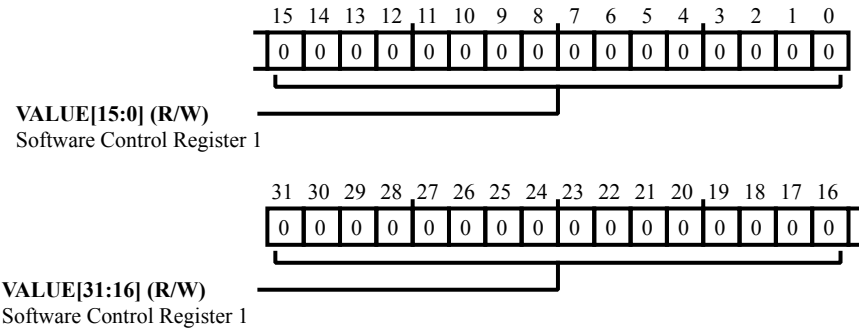 15 14 13 12 11 10 9 8 7 6 5 4 3 2 1 0
0 0 0 0 0 0 0 0 0 0 0 0 0 0 0 0
VALUE[15:0] (R/W)
Software Control Register 1
31 30 29 28 27 26 25 24 23 22 21 20 19 18 17 16
0 0 0 0 0 0 0 0 0 0 0 0 0 0 0 0
VALUE[31:16] (R/W)
Software Control Register 1